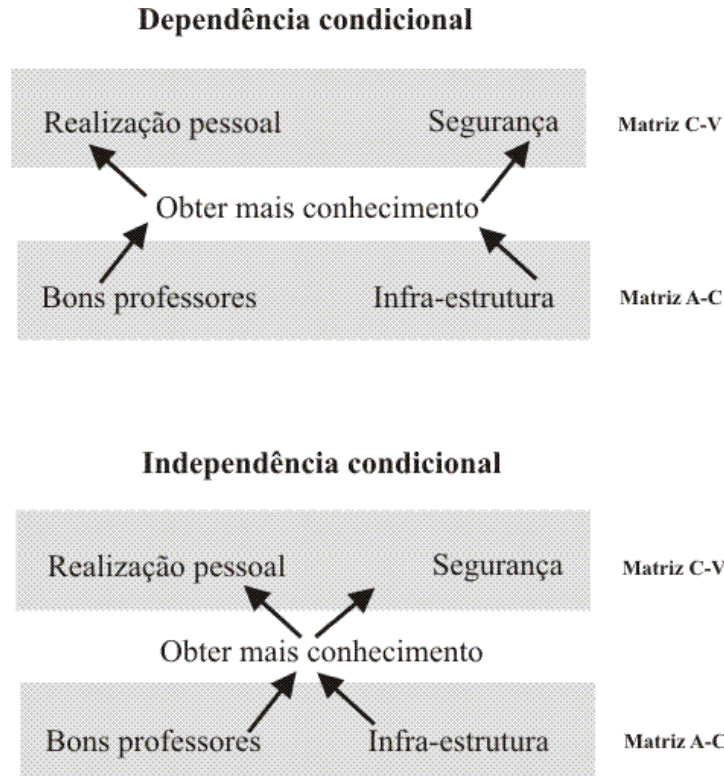 Dependência condicional
Realização pessoal Segurança Matriz C-V
Obter mais conhecimento
Bons professores Infra-estrutura Matriz A-C
Independência condicional
Realização pessoal Segurança Matriz C-V
Obter mais conhecimento
Bons professores Infra-estrutura Matriz A-C